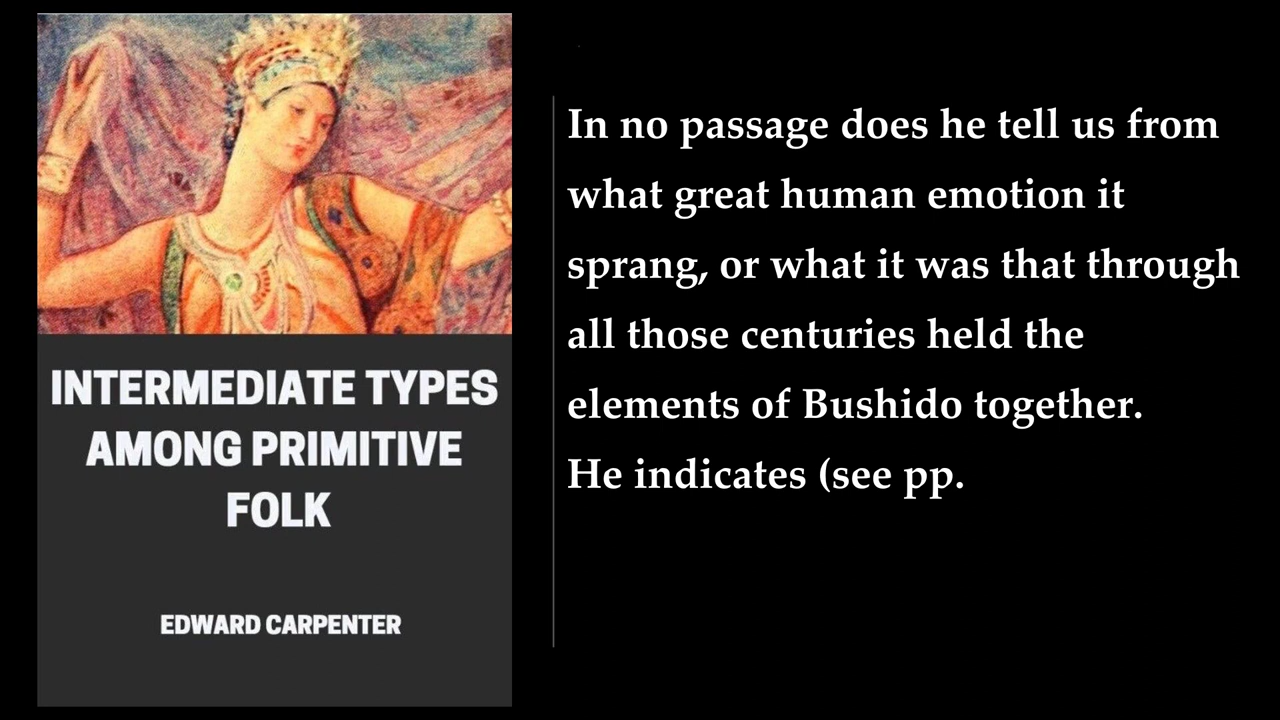 INTERMEDIATE TYPES
AMONG PRIMITIVE
FOLK
EDWARD CARPENTER
In no passage does he tell us from
what great human emotion it
sprang, or what it was that through
all those centuries held the
elements of Bushido together.
He indicates (see pp.